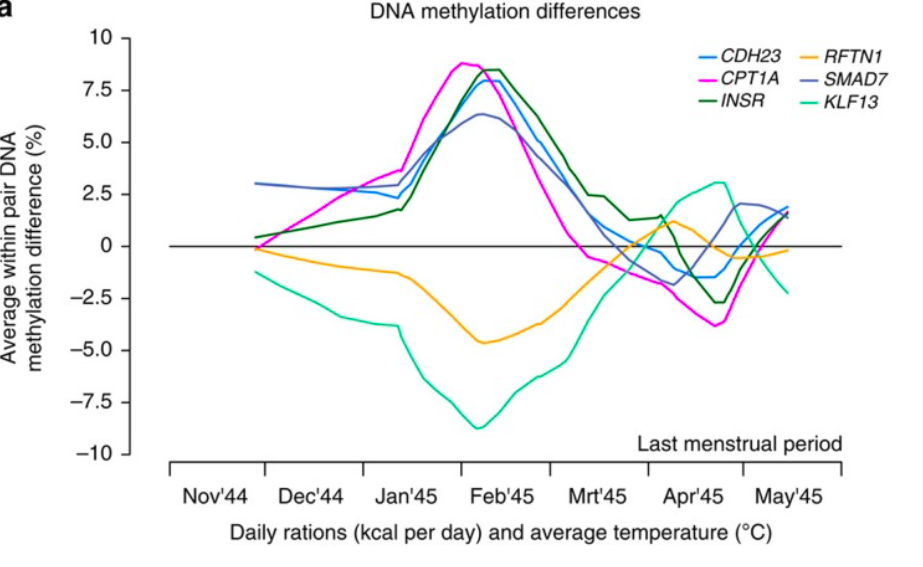 a
DNA methylation differences
Average within pair DNA
methylation difference (%)
10
7.5
5.0
2.5
0
−2.5
−5.0
−7.5
−10
CDH23
CPT1A
INSR
RFTN1
SMAD7
KLF13
Last menstrual period
Nov'44 Dec'44 Jan'45 Feb'45 Mrt'45 Apr'45 May'45
Daily rations (kcal per day) and average temperature (°C)